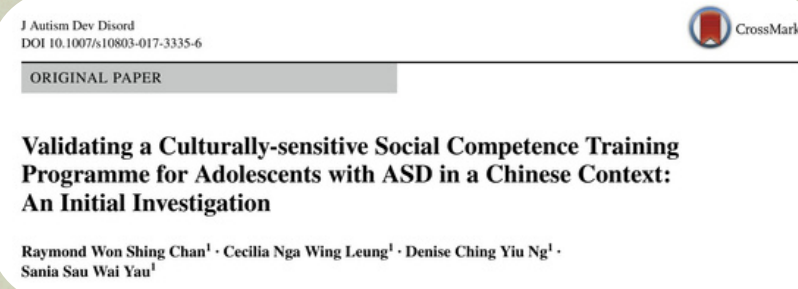 J Autism Dev Disord
DOI 10.1007/s10803-017-3335-6
CrossMark
ORIGINAL PAPER
Validating a Culturally-sensitive Social Competence Training
Programme for Adolescents with ASD in a Chinese Context:
An Initial Investigation
Raymond Won Shing Chan¹ · Cecilia Nga Wing Leung¹ · Denise Ching Yiu Ng¹ ·
Sania Sau Wai Yau¹